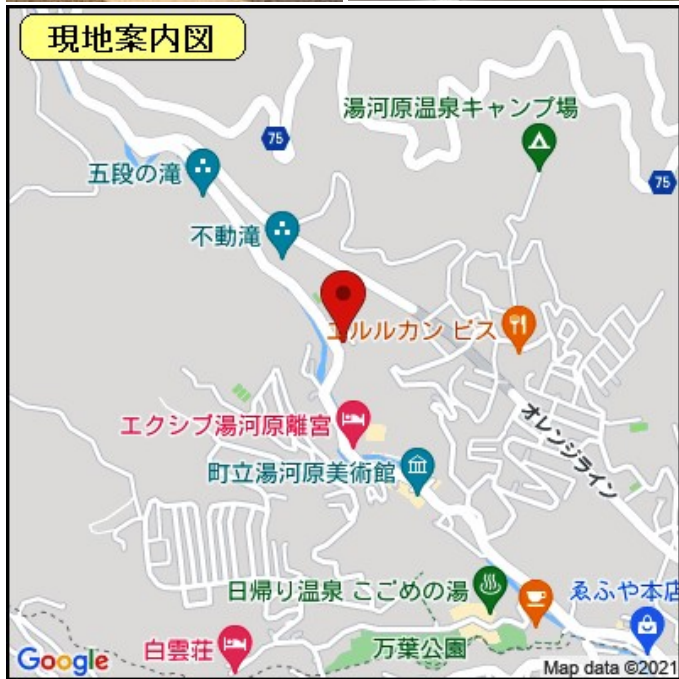 現地案内図
湯河原温泉キャンプ場
75
五段の滝
75
不動滝
エルルカン ビス
オレンジライン
エクシブ湯河原離宮
町立湯河原美術館
日帰り温泉 こごめの湯
ゑふや本店
白雲荘
万葉公園
Google
Map data ©2021